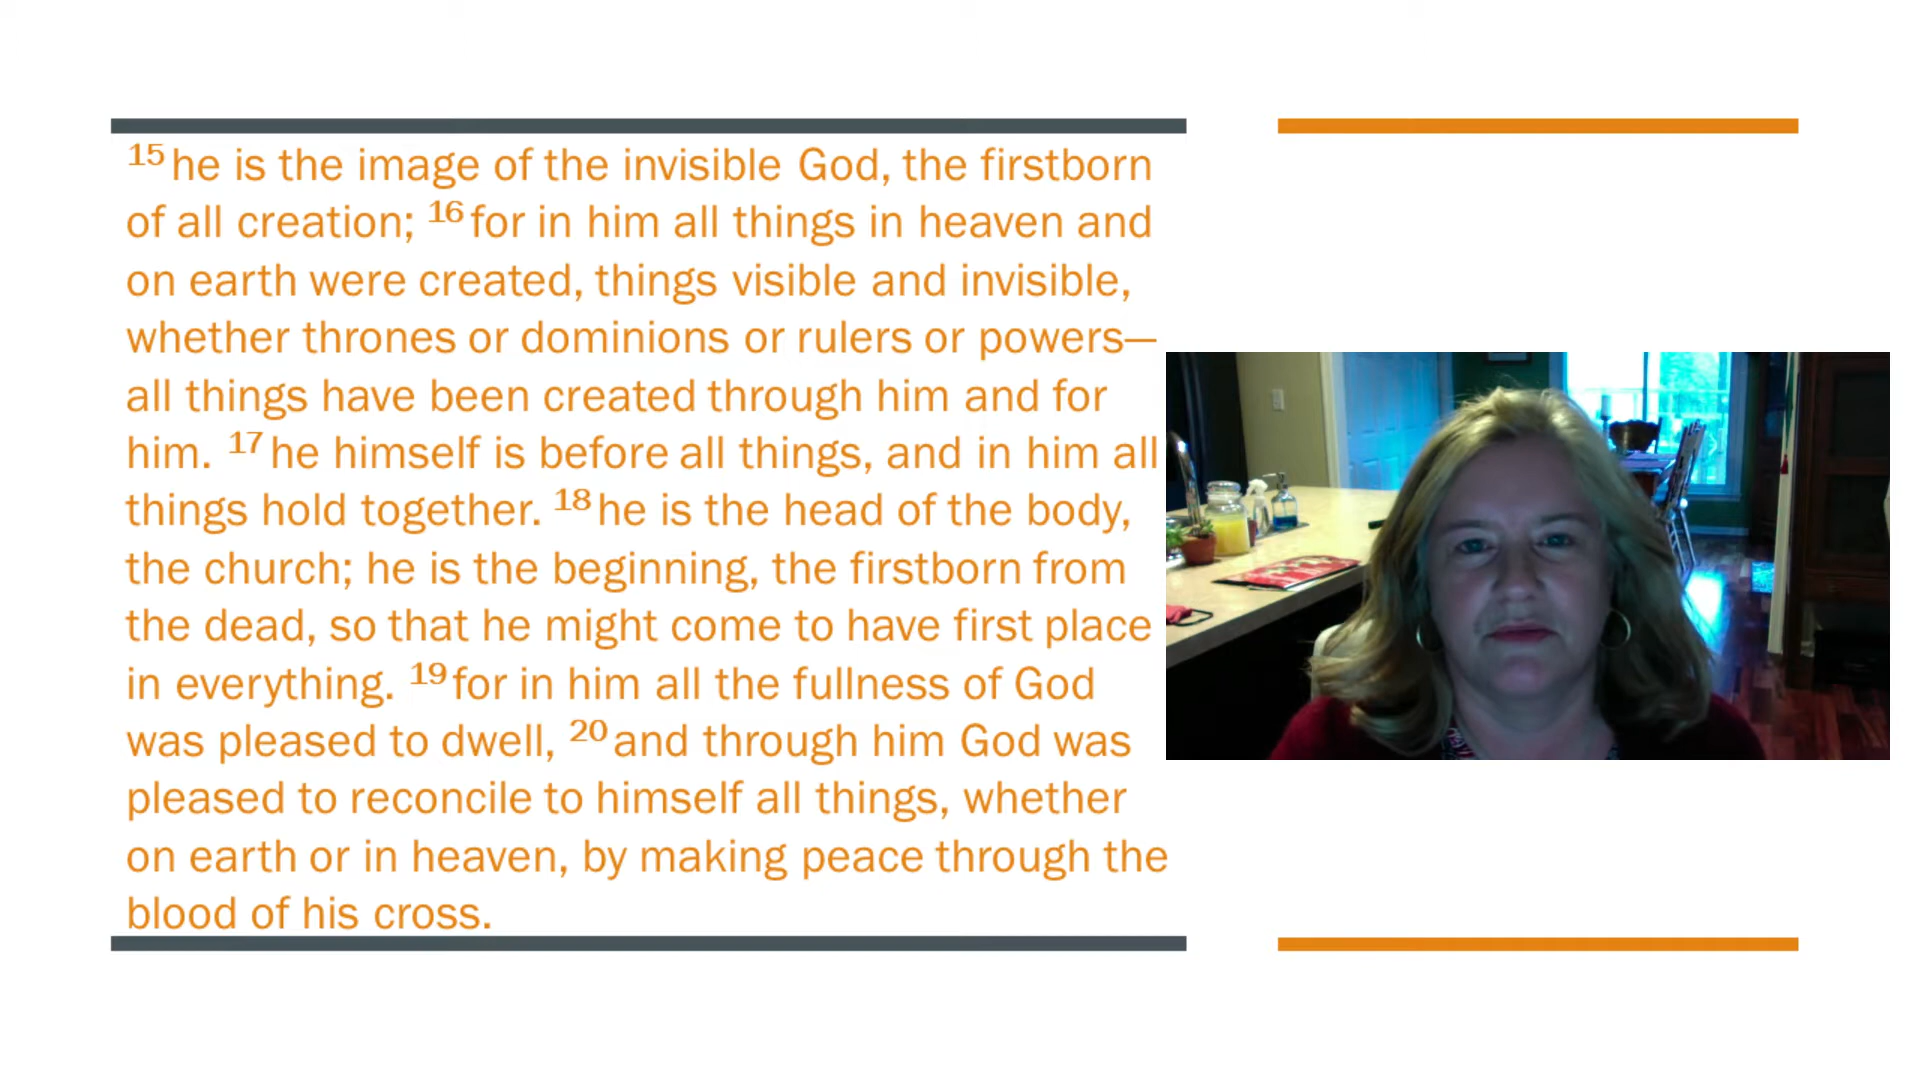 15 he is the image of the invisible God, the firstborn
of all creation; 16 for in him all things in heaven and
on earth were created, things visible and invisible,
whether thrones or dominions or rulers or powers—
all things have been created through him and for
him. 17 he himself is before all things, and in him all
things hold together. 18 he is the head of the body,
the church; he is the beginning, the firstborn from
the dead, so that he might come to have first place
in everything. 19 for in him all the fullness of God
was pleased to dwell, 20 and through him God was
pleased to reconcile to himself all things, whether
on earth or in heaven, by making peace through the
blood of his cross.